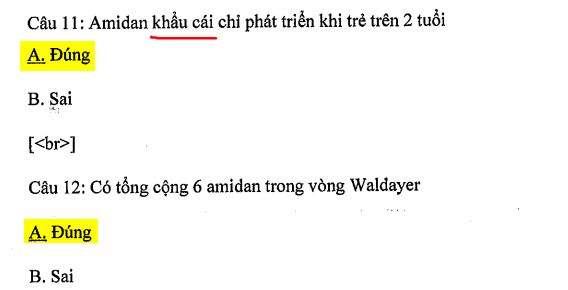 Câu 11: Amidan khẩu cái chỉ phát triển khi trẻ trên 2 tuổi
A. Đúng
B. Sai
[<br>]
Câu 12: Có tổng cộng 6 amidan trong vòng Waldayer
A. Đúng
B. Sai